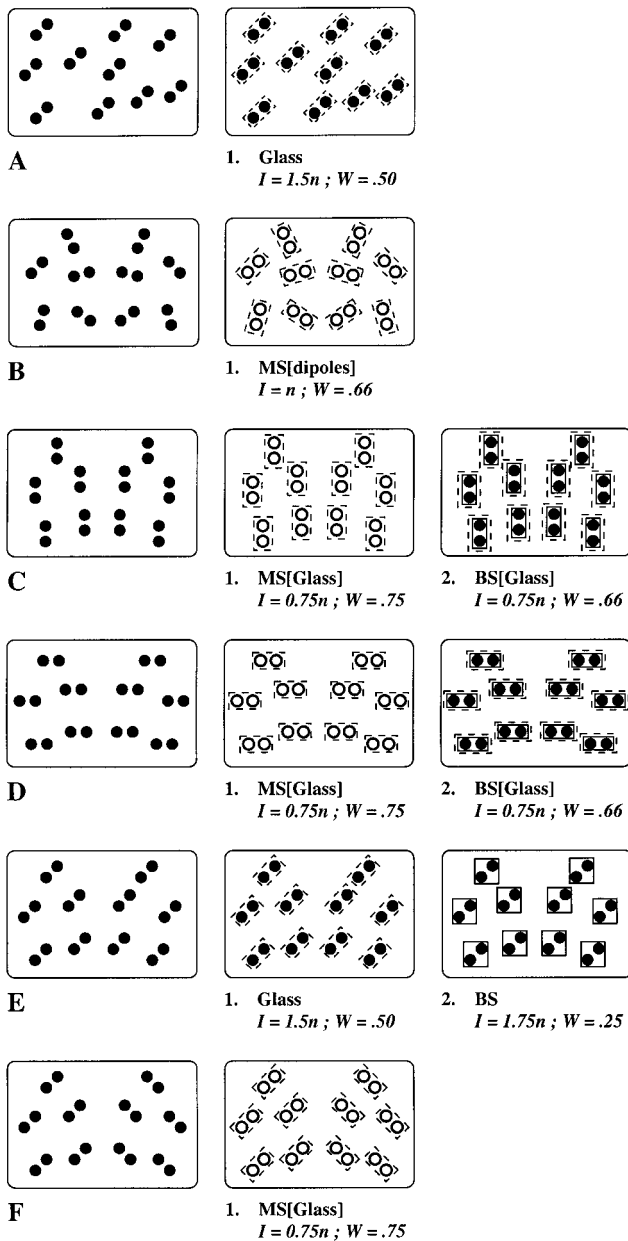 A
1. Glass
I = 1.5n ; W = .50
B
1. MS[dipoles]
I = n ; W = .66
C
1. MS[Glass]
I = 0.75n ; W = .75
2. BS[Glass]
I = 0.75n ; W = .66
D
1. MS[Glass]
I = 0.75n ; W = .75
2. BS[Glass]
I = 0.75n ; W = .66
E
1. Glass
I = 1.5n ; W = .50
2. BS
I = 1.75n ; W = .25
F
1. MS[Glass]
I = 0.75n ; W = .75